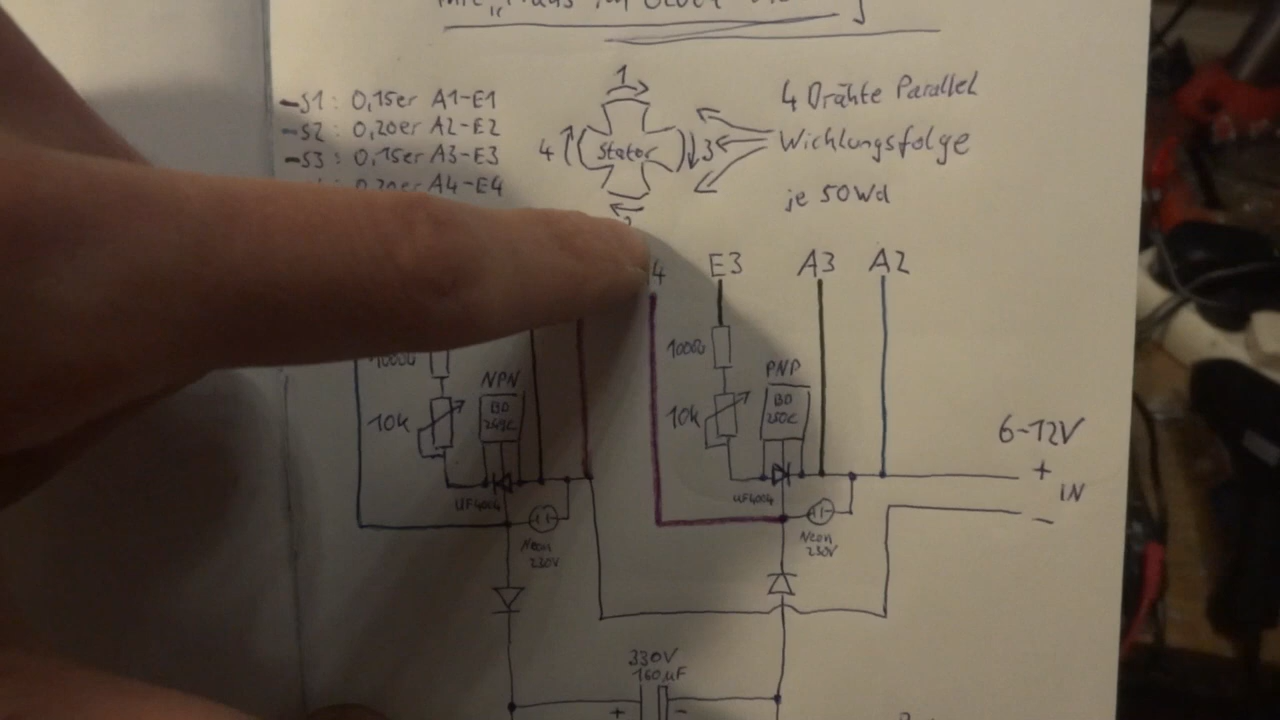 -S1: 0,15er A1-E1
-S2: 0,20er A2-E2
-S3: 0,15er A3-E3
0,20er A4-E4
1
4
Stator
3
4 Drähte Parallel
Wicklungsfolge
je 50Wd
4
E3
A3
A2
100Ω
100Ω
NPN
PNP
10k
BD
10k
BD
250C
6-12V
+
IN
-
UF4004
UF4004
Neon
230V
Neon
230V
330V
160µF
+
-